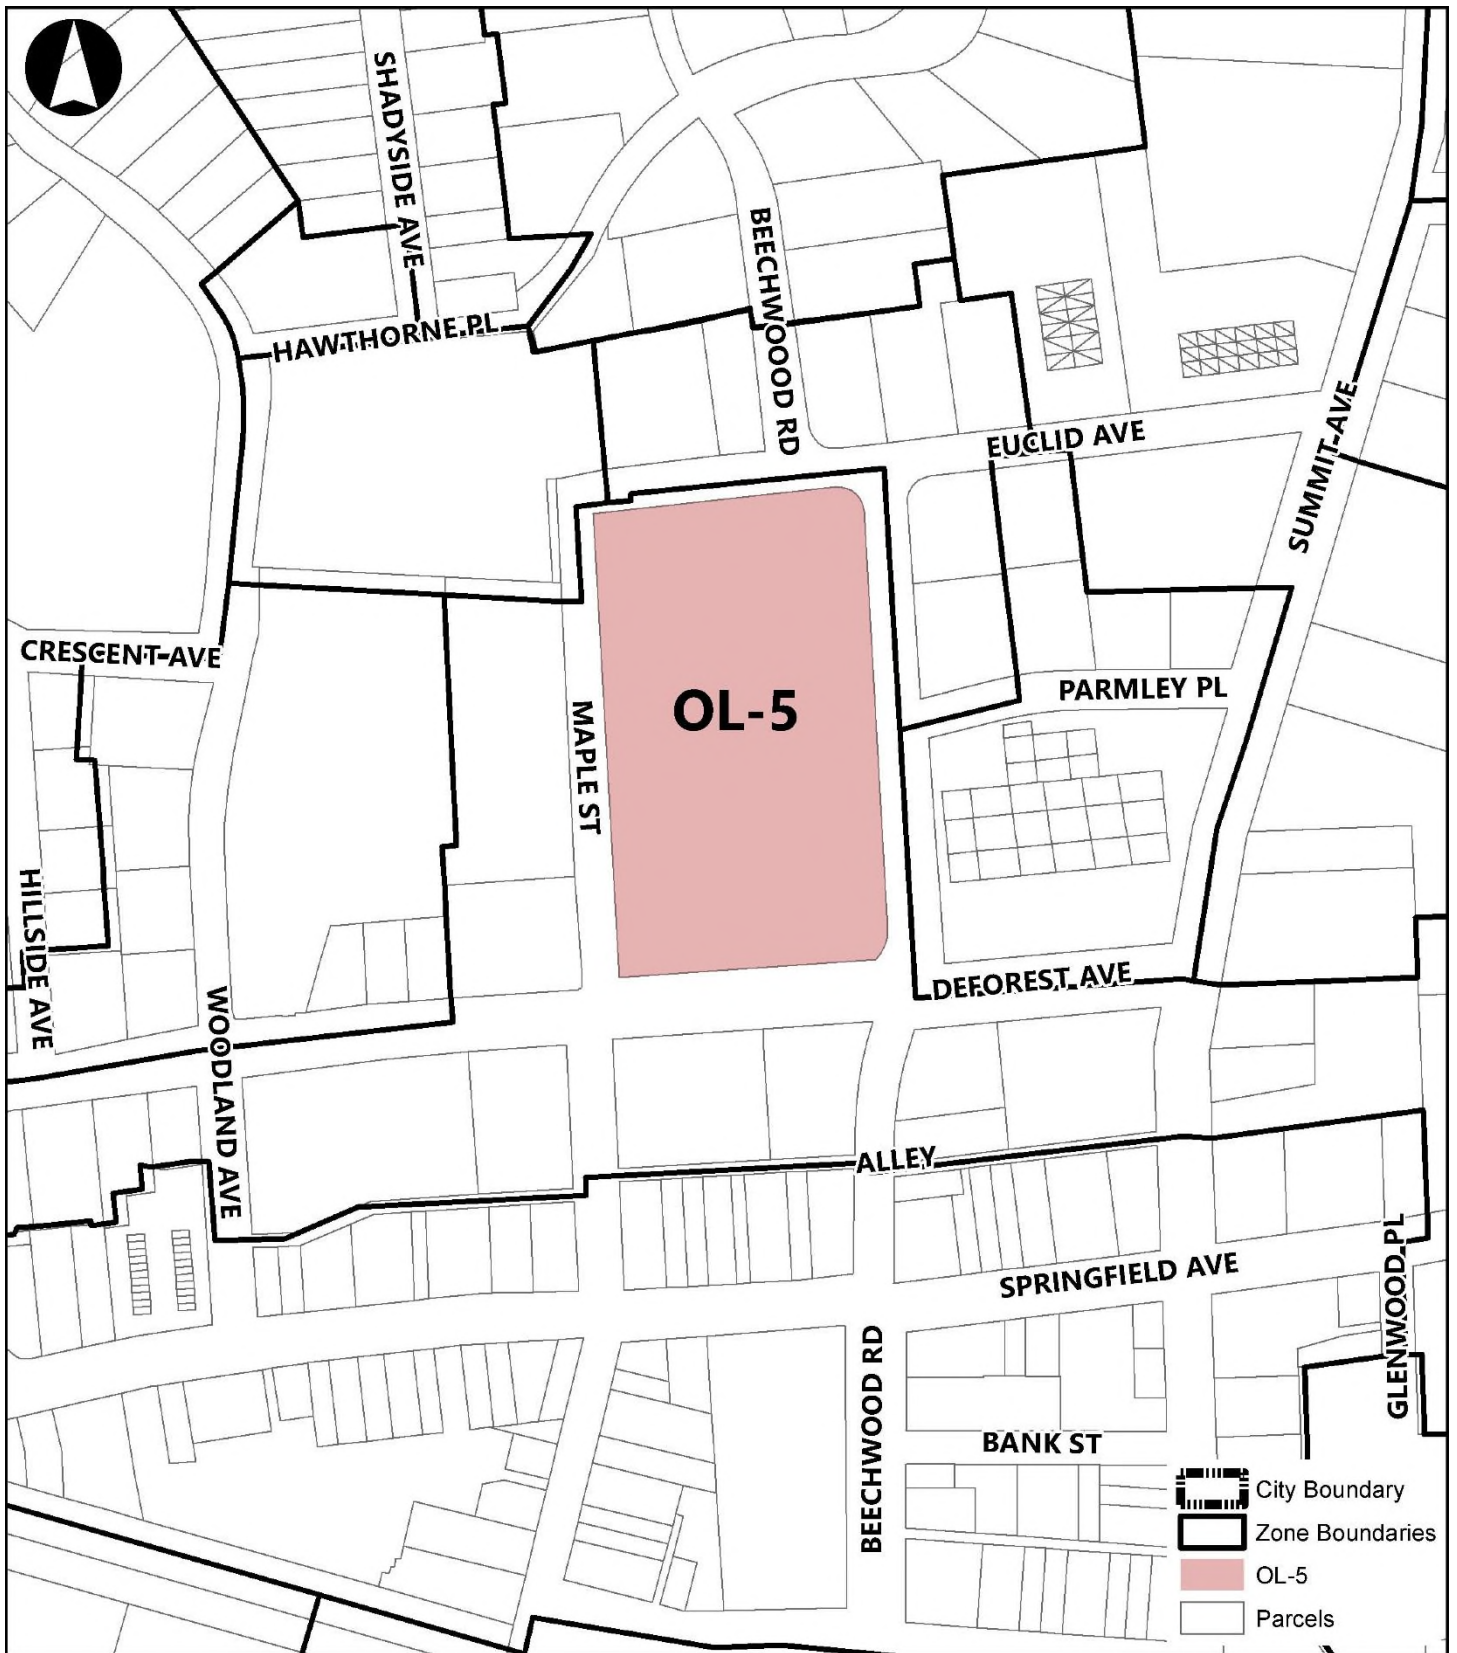 SHADYSIDE AVE
BEECHWOOOD RD
HAWTHORNE PL
EUCLID AVE
SUMMIT AVE
CRESCENT AVE
OL-5
PARMLEY PL
MAPLE ST
HILLSIDE AVE
WOODLAND AVE
DEFOREST AVE
ALLEY
SPRINGFIELD AVE
GLENWOOD PL
BEECHWOOD RD
BANK ST
City Boundary
Zone Boundaries
OL-5
Parcels